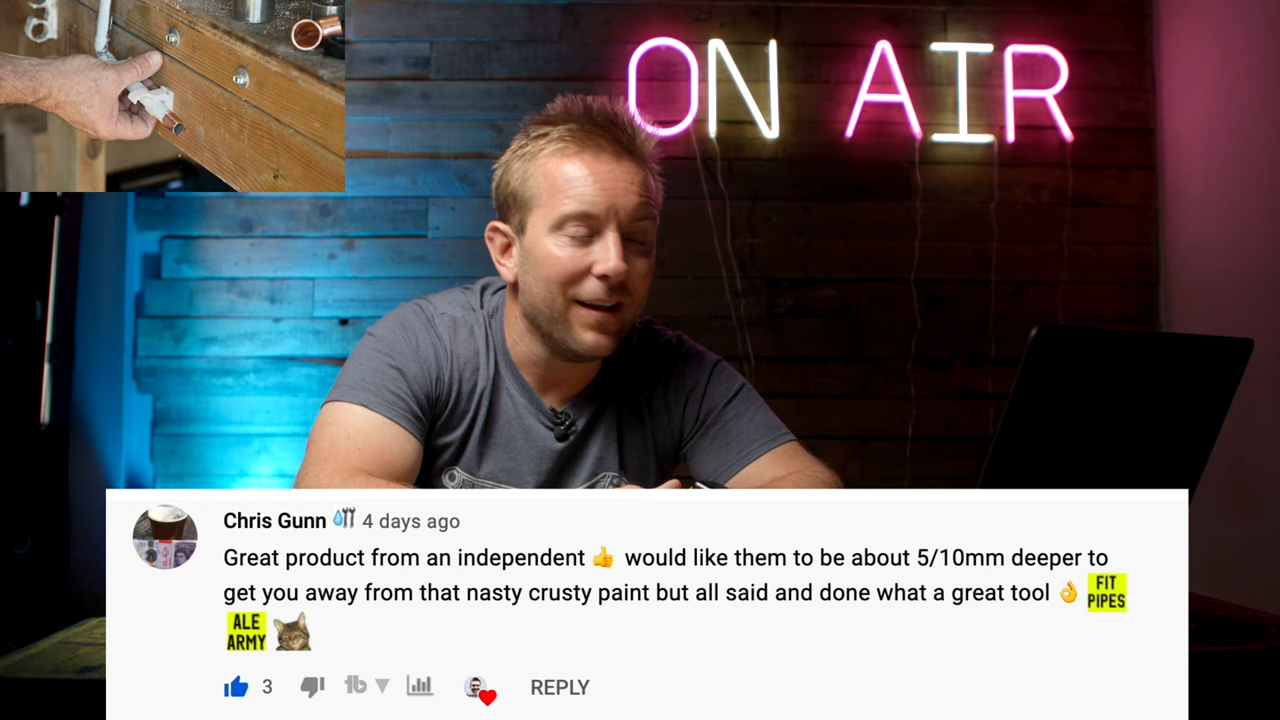 ON AIR
Chris Gunn 4 days ago
Great product from an independent 👍 would like them to be about 5/10mm deeper to
get you away from that nasty crusty paint but all said and done what a great tool 👌 FIT PIPES
ALE ARMY
3
REPLY